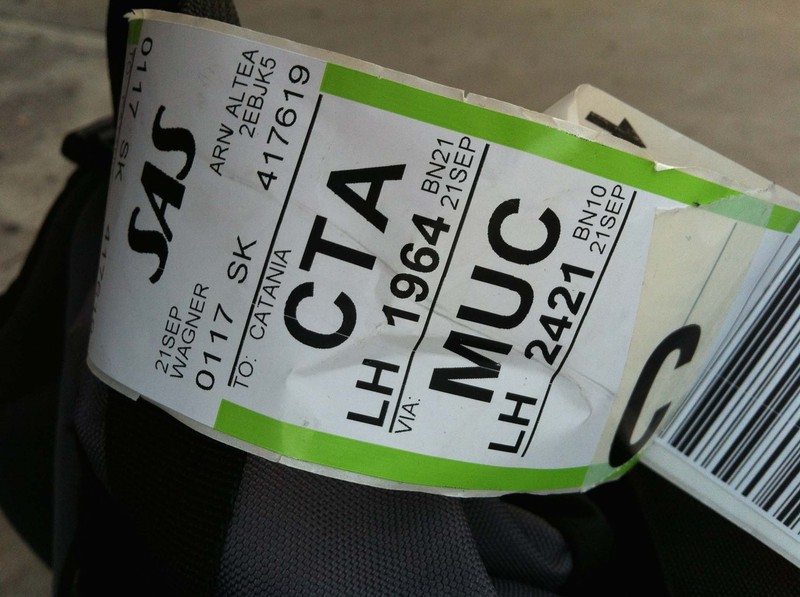 SAS
ARN/ ALTEA
2EBJK5
21SEP
WAGNER
0117 SK 417619
TO: CATANIA
CTA
LH 1964
BN21
21SEP
VIA:
MUC
LH 2421
BN10
21SEP
C
0117 SK